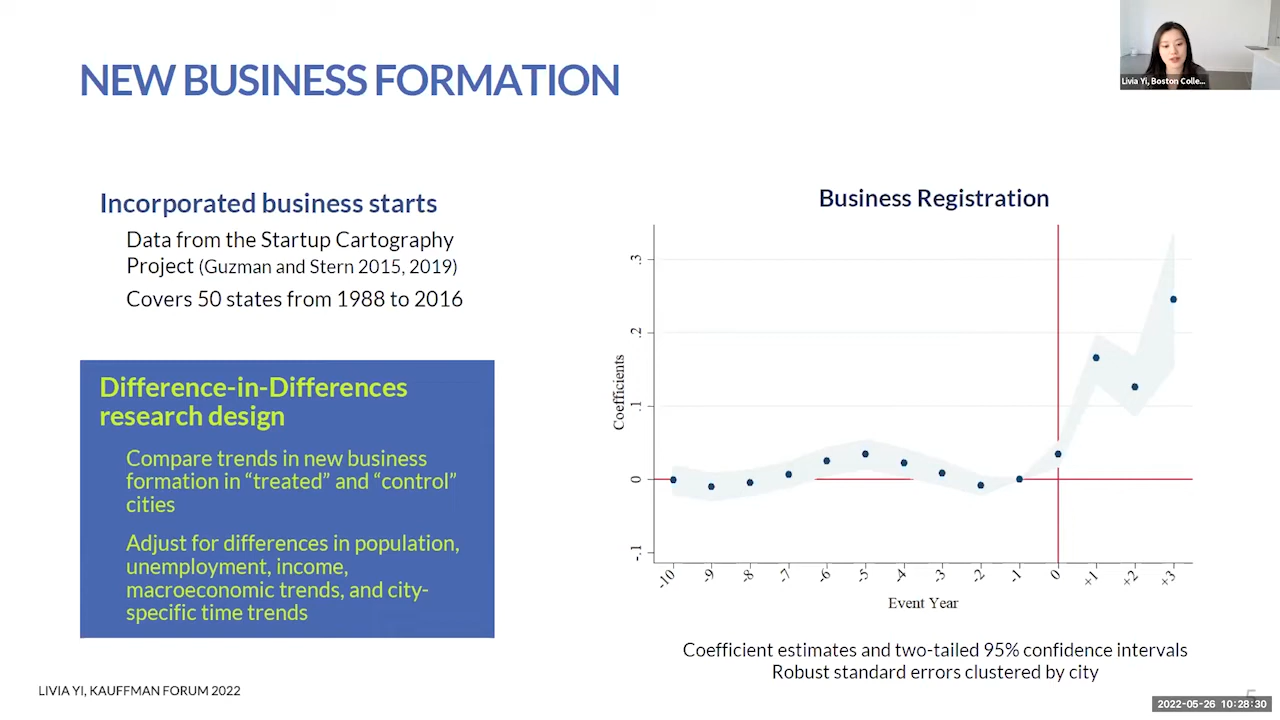 NEW BUSINESS FORMATION
Livia Yi, Boston Colle...
Incorporated business starts
Data from the Startup Cartography
Project (Guzman and Stern 2015, 2019)
Covers 50 states from 1988 to 2016
Difference-in-Differences
research design
Compare trends in new business
formation in “treated” and “control”
cities
Adjust for differences in population,
unemployment, income,
macroeconomic trends, and city-
specific time trends
Business Registration
Coefficients
.3
.2
.1
0
-.1
-10 -9 -8 -7 -6 -5 -4 -3 -2 -1 0 +1 +2 +3
Event Year
Coefficient estimates and two-tailed 95% confidence intervals
Robust standard errors clustered by city
LIVIA YI, KAUFFMAN FORUM 2022
5
2022-05-26 10:28:30